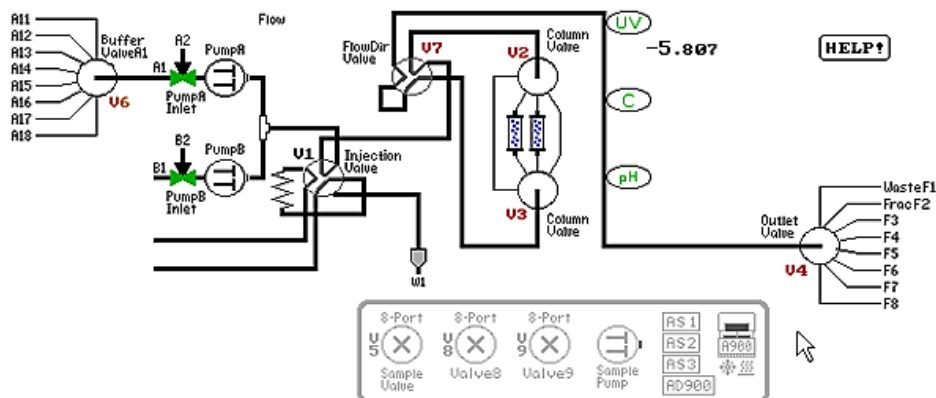 A11
A12
A13
A14
A15
A16
A17
A18
Buffer
ValveA1
V6
A2
A1
PumpA
Inlet
PumpA
B2
B1
PumpB
Inlet
PumpB
Flow
V1
Injection
Valve
W1
FlowDir
Valve
V7
V2
Column
Valve
V3
Column
Valve
UV
-5.807
C
pH
HELP!
Outlet
Valve
V4
WasteF1
FracF2
F3
F4
F5
F6
F7
F8
8-Port
V5
Sample
Valve
8-Port
V8
Valve8
8-Port
V9
Valve9
Sample
Pump
AS1
AS2
AS3
AD900
A900